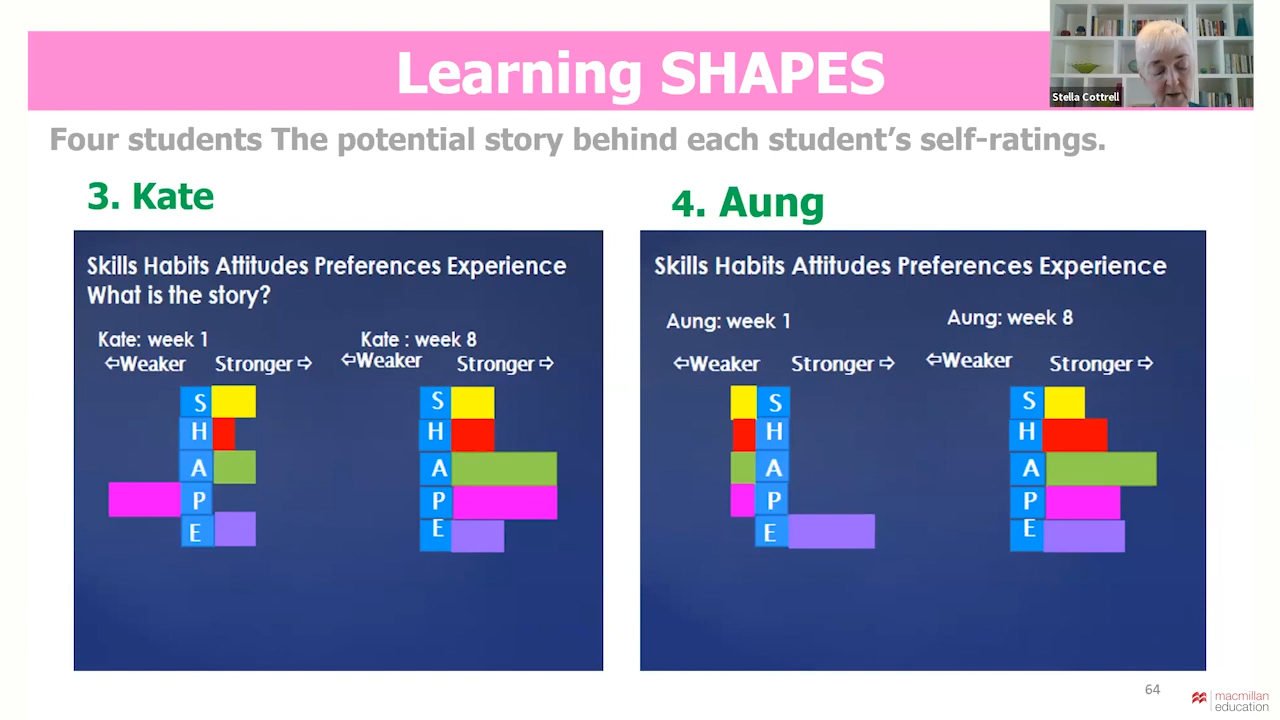 Learning SHAPES
Stella Cottrell
Four students The potential story behind each student’s self-ratings.
3. Kate
Skills Habits Attitudes Preferences Experience
What is the story?
Kate: week 1
Kate : week 8
⇦Weaker Stronger ⇨
⇦Weaker Stronger ⇨
S
H
A
P
E
S
H
A
P
E
4. Aung
Skills Habits Attitudes Preferences Experience
Aung: week 1
Aung: week 8
⇦Weaker Stronger ⇨
⇦Weaker Stronger ⇨
S
H
A
P
E
S
H
A
P
E
64
macmillan
education